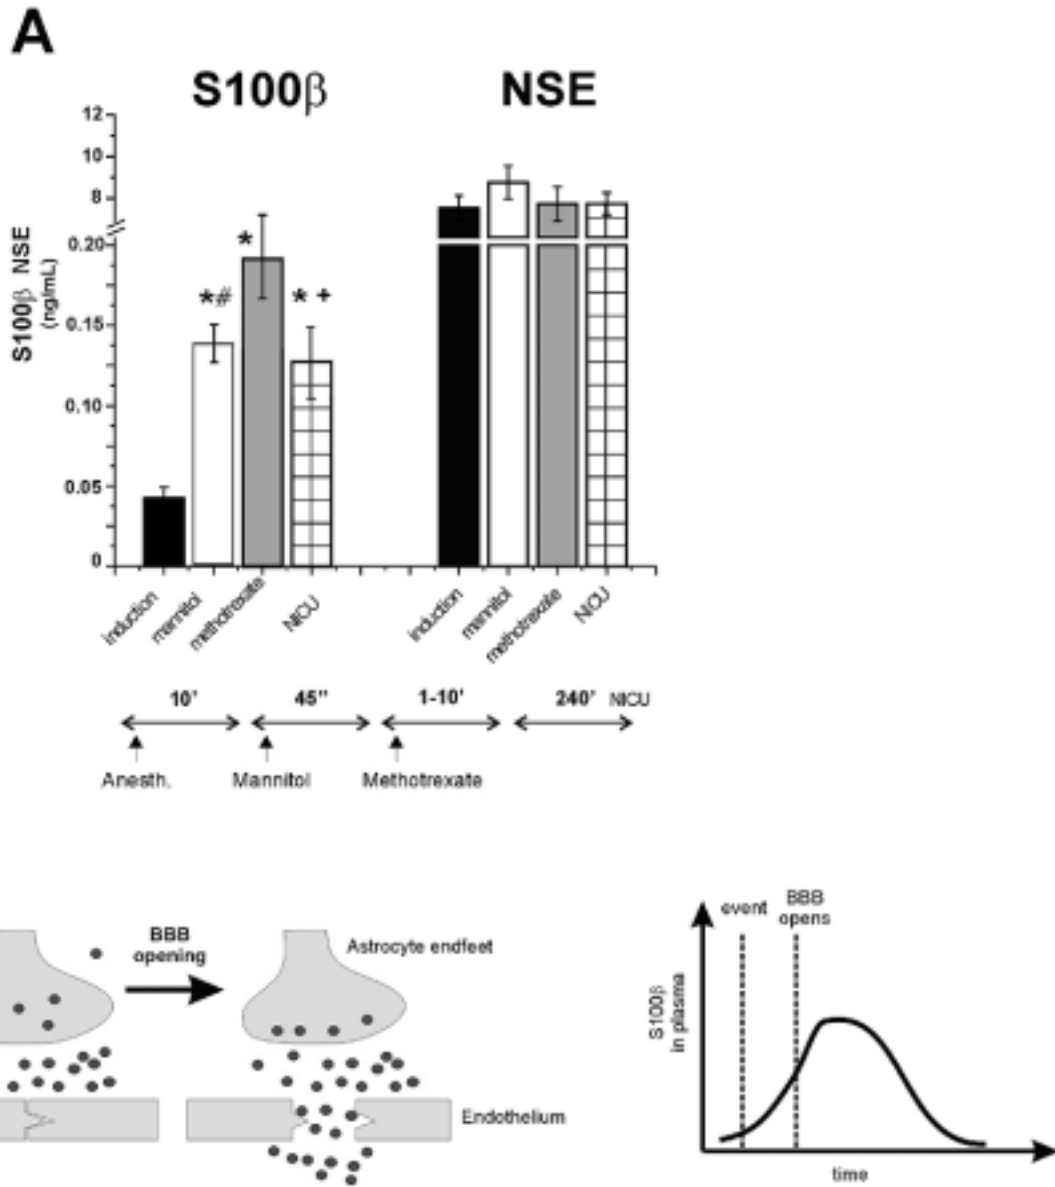 A
S100β NSE
12
10
8
0.20
0.15
0.10
0.05
0
S100β NSE
(ng/mL)
*#
*
* +
induction
mannitol
methotrexate
NICU
induction
mannitol
methotrexate
NICU
10' 45" 1-10' 240' NICU
Anesth. Mannitol Methotrexate
BBB
opening
Astrocyte endfeet
Endothelium
event
BBB
opens
S100β
in plasma
time